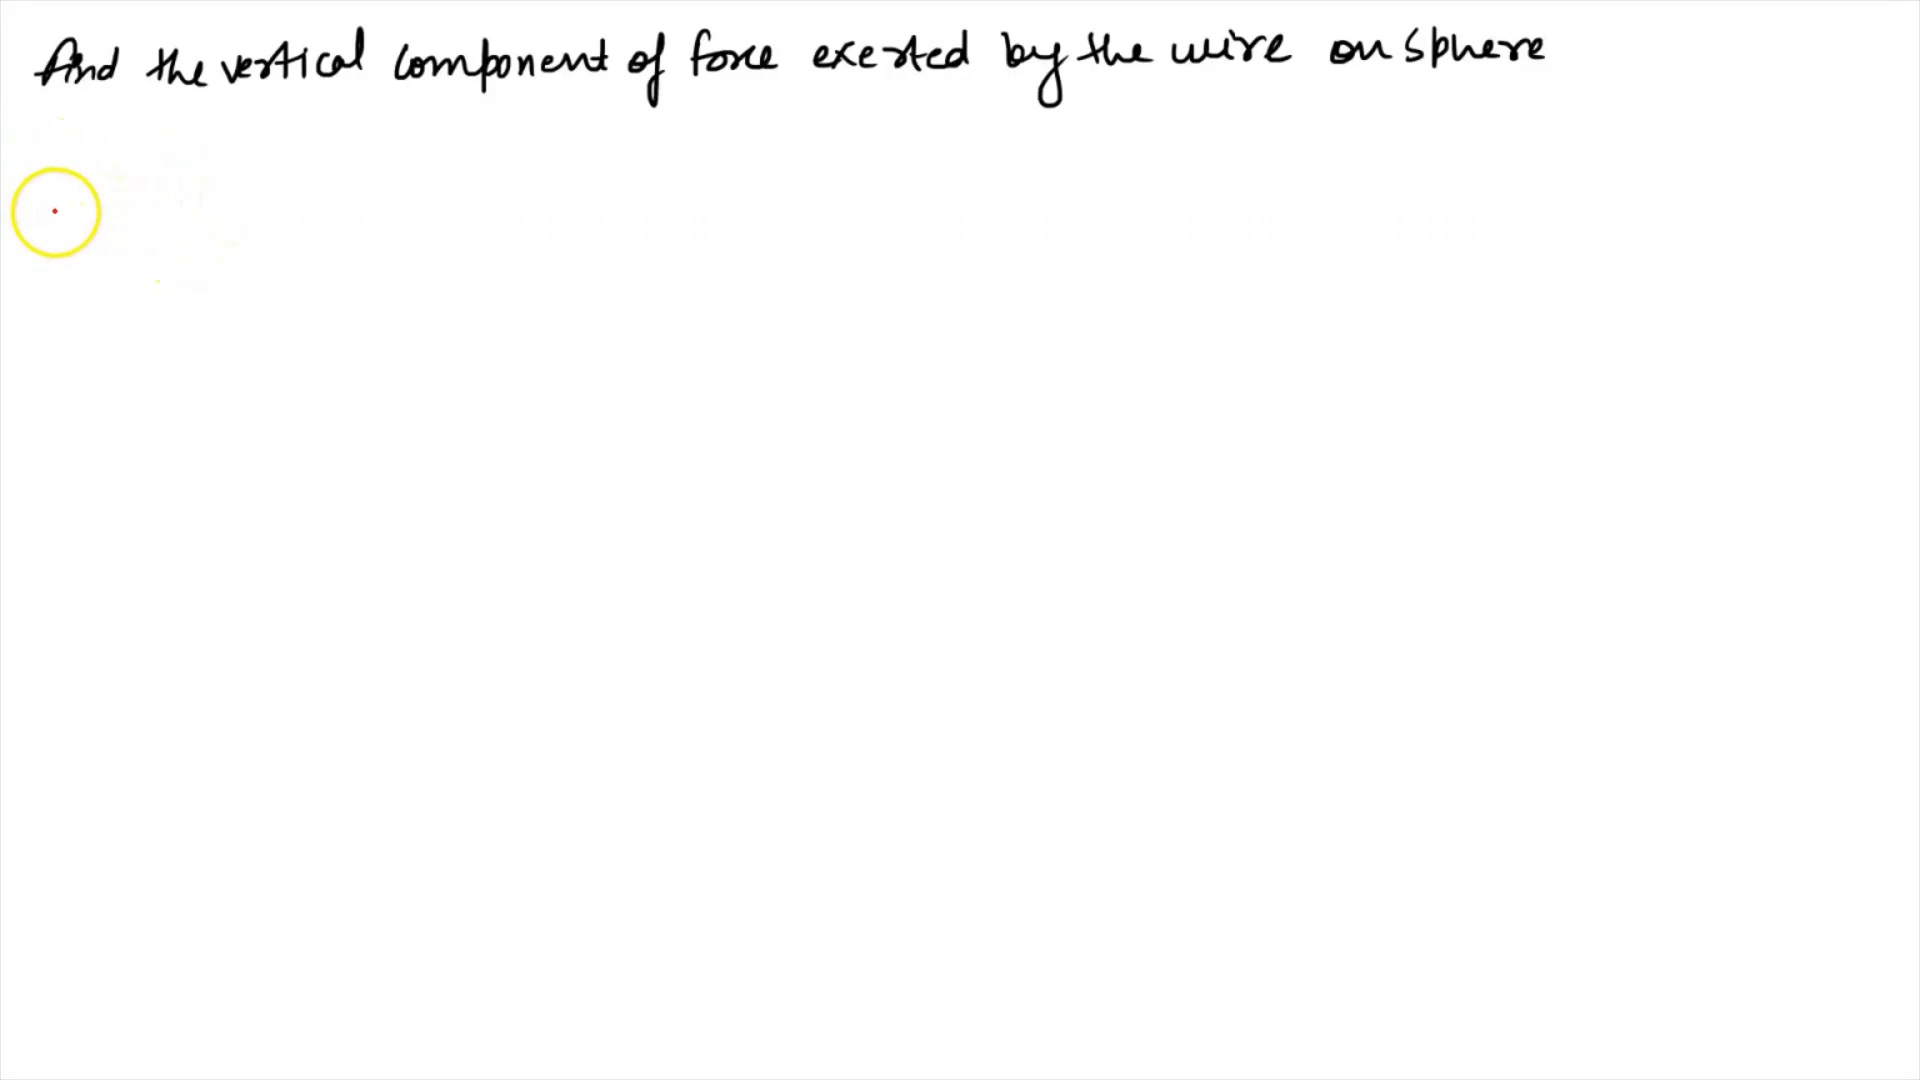 And the vertical component of force exerted by the wire on sphere